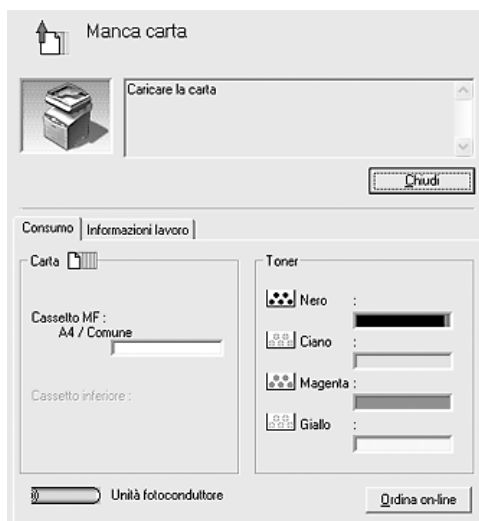 Manca carta
Caricare la carta
Chiudi
Consumo Informazioni lavoro
Carta
Cassetto MF :
A4 / Comune
Cassetto inferiore :
Toner
Nero :
Ciano :
Magenta :
Giallo :
Unità fotoconduttore
Ordina on-line